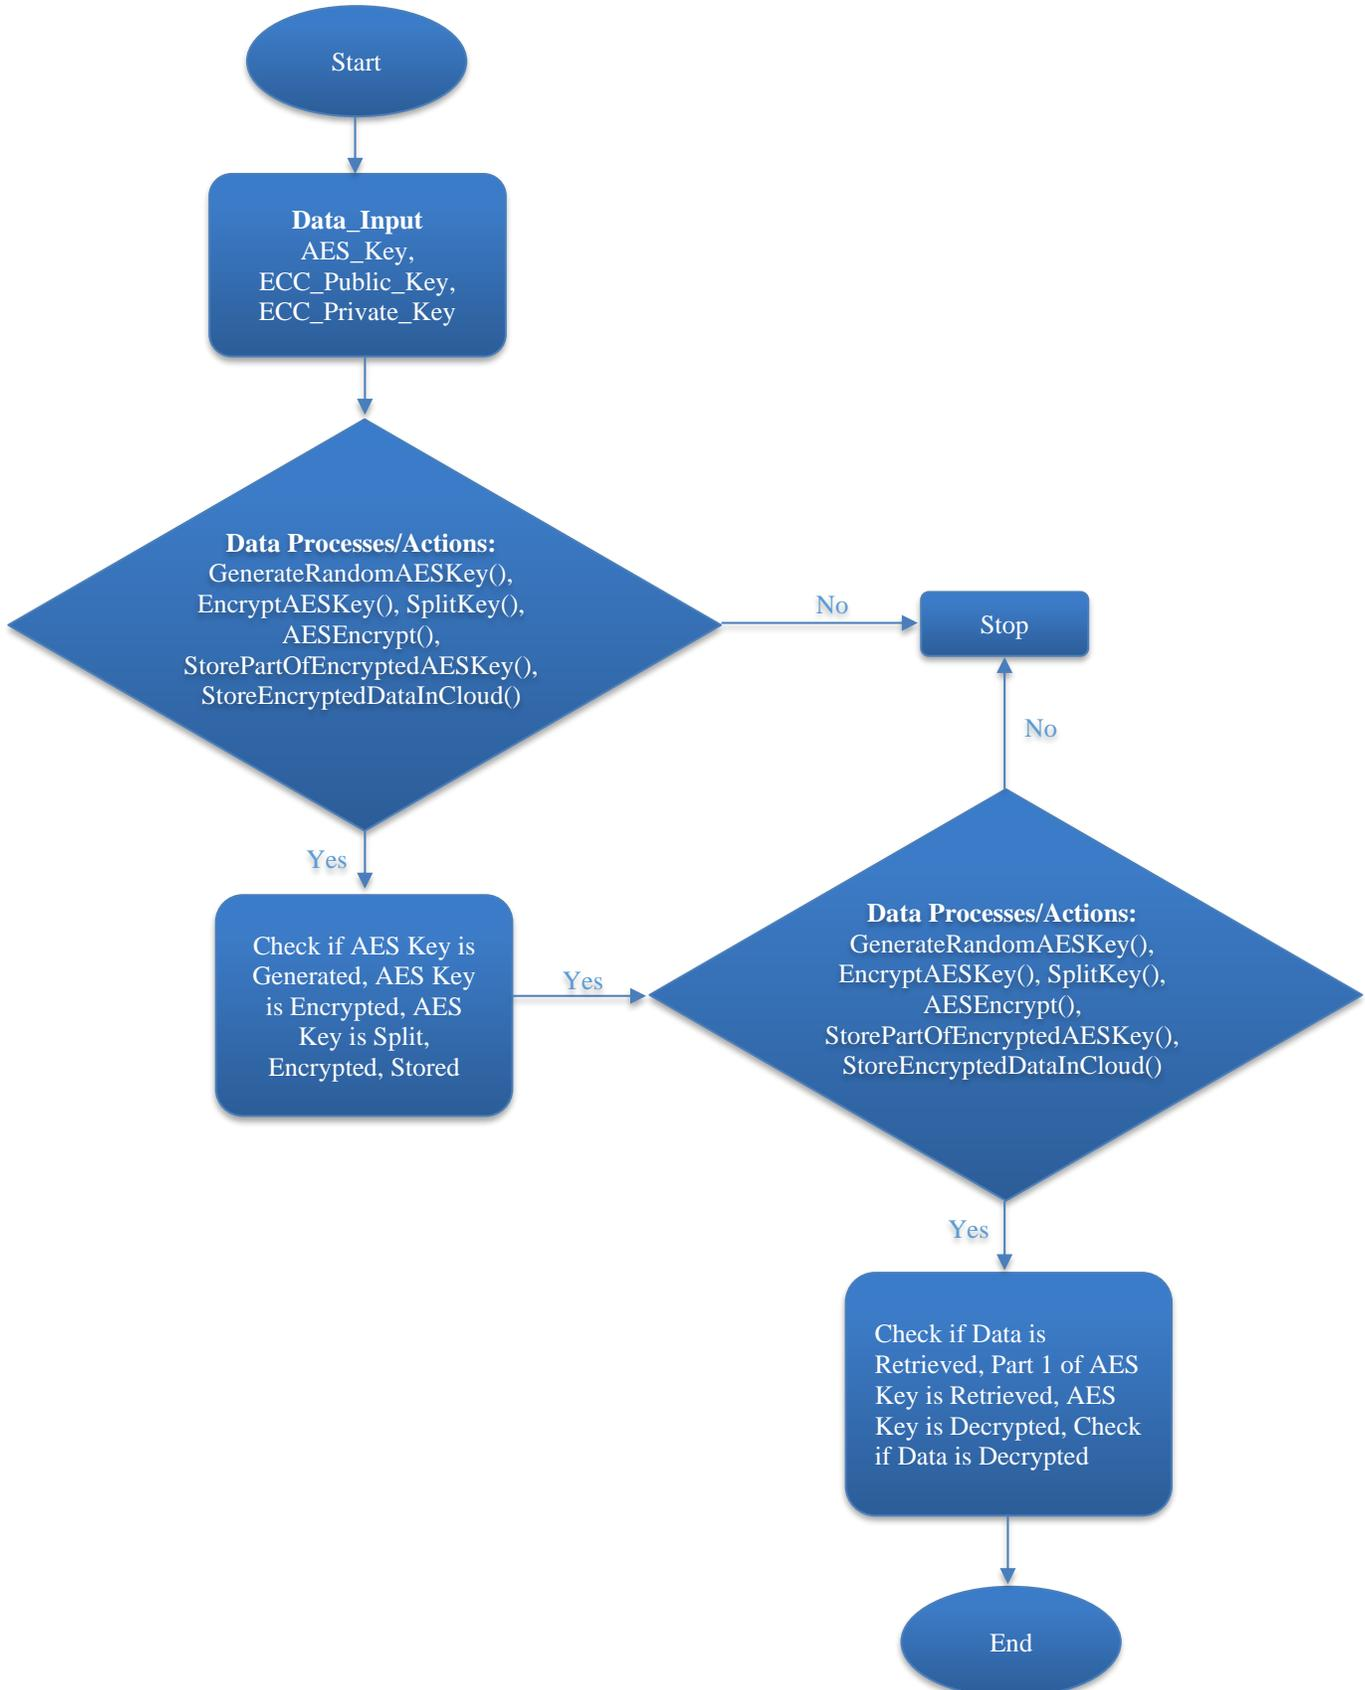 Start
Data_Input
AES_Key,
ECC_Public_Key,
ECC_Private_Key
Data Processes/Actions:
GenerateRandomAESKey(),
EncryptAESKey(), SplitKey(),
AESEncrypt(),
StorePartOfEncryptedAESKey(),
StoreEncryptedDataInCloud()
No
Stop
No
Yes
Check if AES Key is
Generated, AES Key
is Encrypted, AES
Key is Split,
Encrypted, Stored
Yes
Data Processes/Actions:
GenerateRandomAESKey(),
EncryptAESKey(), SplitKey(),
AESEncrypt(),
StorePartOfEncryptedAESKey(),
StoreEncryptedDataInCloud()
Yes
Check if Data is
Retrieved, Part 1 of AES
Key is Retrieved, AES
Key is Decrypted, Check
if Data is Decrypted
End